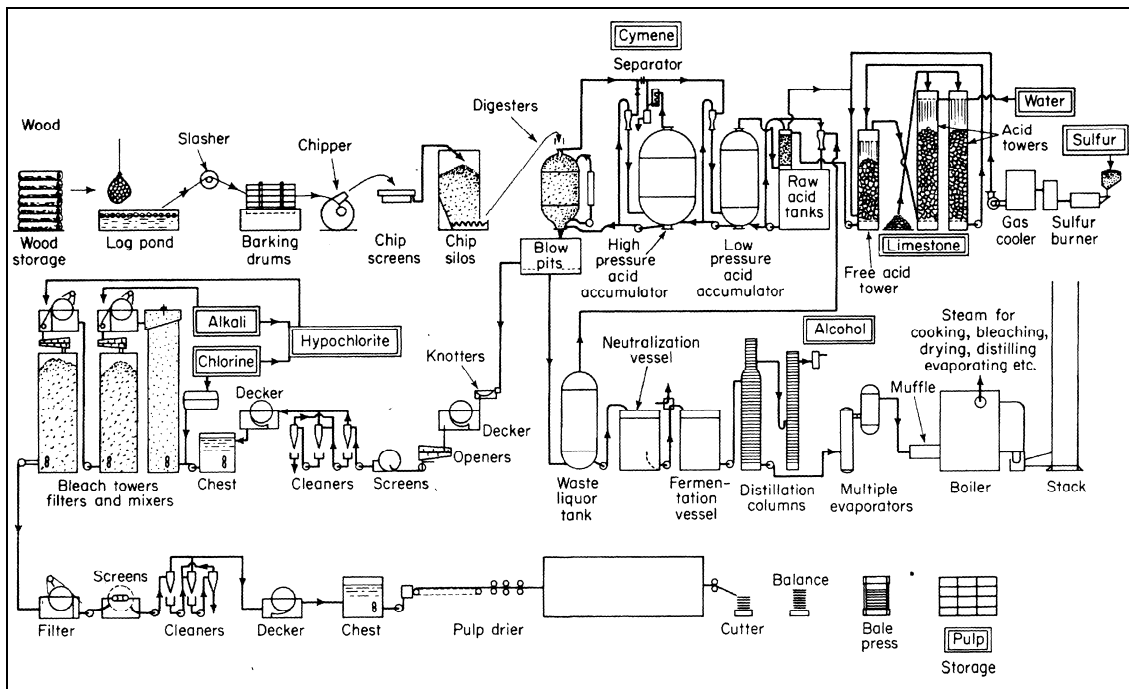 Cymene
Separator
Digesters
Wood
Slasher
Chipper
Water
Acid
towers
Sulfur
Raw
acid
tanks
Wood
storage
Log pond
Barking
drums
Chip
screens
Chip
silos
Blow
pits
High
pressure
acid
accumulator
Low
pressure
acid
accumulator
Limestone
Free acid
tower
Gas
cooler
Sulfur
burner
Alkali
Hypochlorite
Chlorine
Knotters
Decker
Decker
Openers
Neutralization
vessel
Alcohol
Steam for
cooking, bleaching,
drying, distilling
evaporating etc.
Muffle
Bleach towers
filters and mixers
Chest
Cleaners
Screens
Waste
liquor
tank
Fermen-
tation
vessel
Distillation
columns
Multiple
evaporators
Boiler
Stack
Screens
Filter
Cleaners
Decker
Chest
Pulp drier
Cutter
Balance
Bale
press
Pulp
Storage